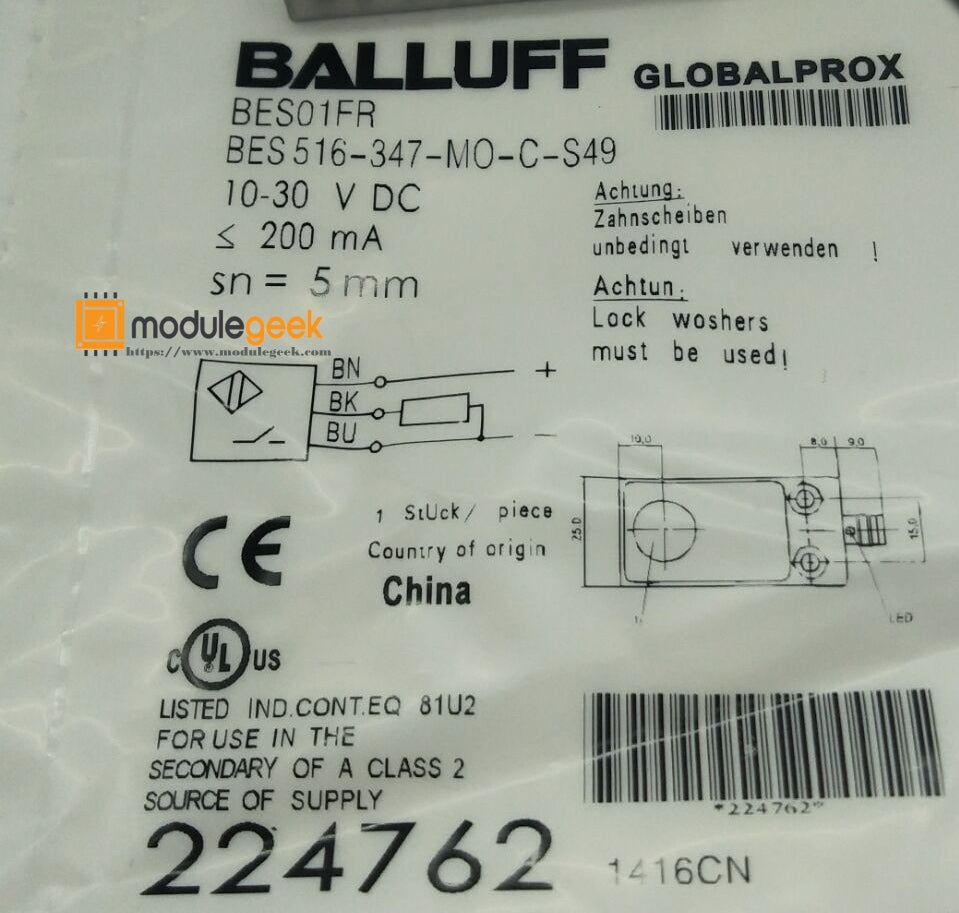 BALLUFF
GLOBALPROX
BES01FR
BES 516-347-MO-C-S49
10-30 V DC
≤ 200 mA
sn = 5 mm
Achtung:
Zahnscheiben
unbedingt verwenden !
Achtun:
Lock woshers
must be used!
modulegeek
https://www.modulegeek.com
BN
+
BK
BU
—
10,0
8,0
9,0
25,0
15,0
LED
1 StUck/ piece
Country of origin
China
CE
c UL us
LISTED IND.CONT.EQ 81U2
FOR USE IN THE
SECONDARY OF A CLASS 2
SOURCE OF SUPPLY
*224762*
224762
1416CN